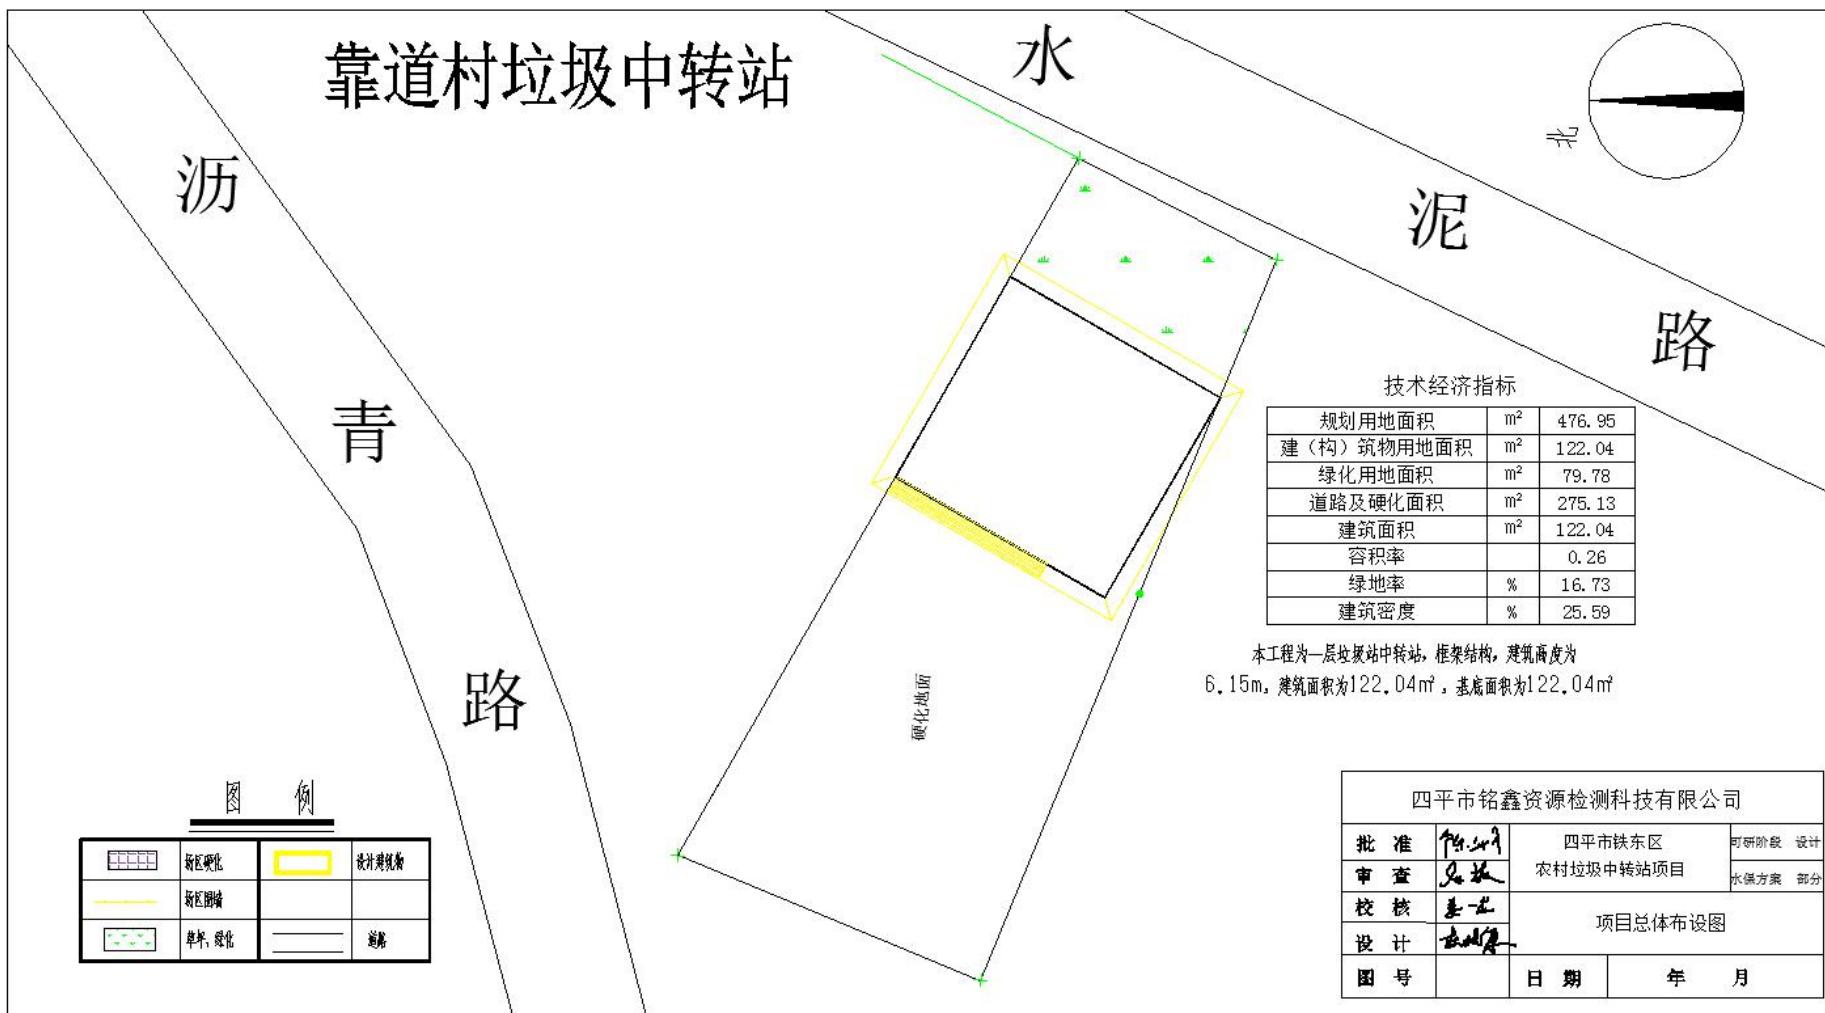 靠道村垃圾中转站
水
泥
路
沥
青
路
北
技术经济指标
规划用地面积 m² 476.95
建（构）筑物用地面积 m² 122.04
绿化用地面积 m² 79.78
道路及硬化面积 m² 275.13
建筑面积 m² 122.04
容积率 0.26
绿地率 % 16.73
建筑密度 % 25.59
本工程为一层垃圾站中转站，框架结构，建筑高度为
6.15m，建筑面积为122.04㎡，基底面积为122.04㎡
硬化地面
图 例
场区硬化 设计建筑物
场区围墙
草坪、绿化 道路
四平市铭鑫资源检测科技有限公司
批 准
审 查
校 核
设 计
四平市铁东区
农村垃圾中转站项目
可研阶段 设计
水保方案 部分
项目总体布设图
图 号 日 期 年 月